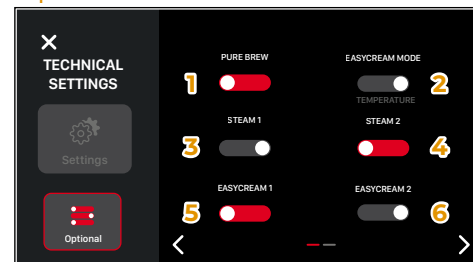 TECHNICAL
SETTINGS
Settings
Optional
PURE BREW
EASYCREAM MODE
1
2
TEMPERATURE
STEAM 1
STEAM 2
3
4
EASYCREAM 1
EASYCREAM 2
5
6